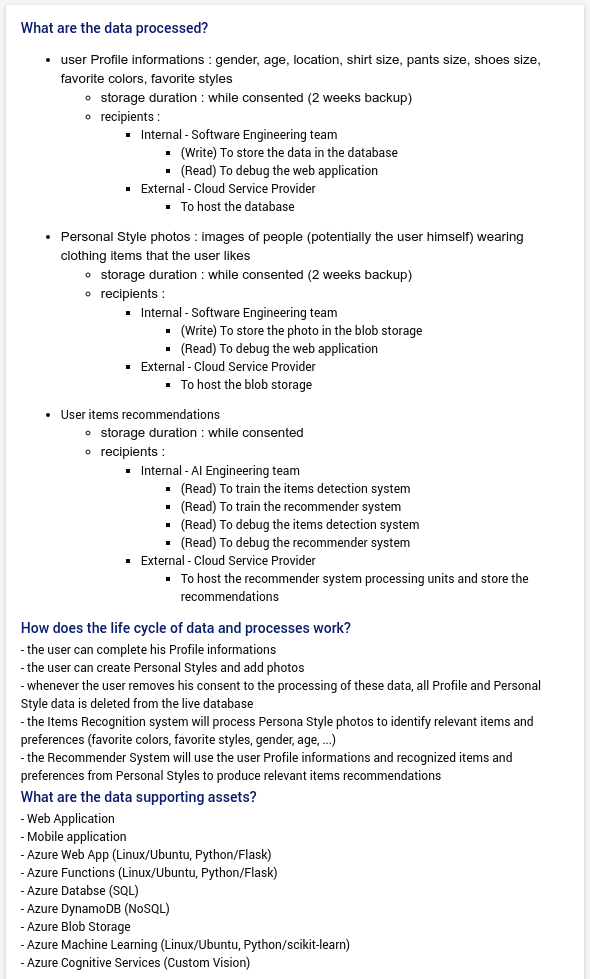 What are the data processed?
• user Profile informations : gender, age, location, shirt size, pants size, shoes size,
favorite colors, favorite styles
◦ storage duration : while consented (2 weeks backup)
◦ recipients :
▪ Internal - Software Engineering team
▪ (Write) To store the data in the database
▪ (Read) To debug the web application
▪ External - Cloud Service Provider
▪ To host the database
• Personal Style photos : images of people (potentially the user himself) wearing
clothing items that the user likes
◦ storage duration : while consented (2 weeks backup)
◦ recipients :
▪ Internal - Software Engineering team
▪ (Write) To store the photo in the blob storage
▪ (Read) To debug the web application
▪ External - Cloud Service Provider
▪ To host the blob storage
• User items recommendations
◦ storage duration : while consented
◦ recipients :
▪ Internal - AI Engineering team
▪ (Read) To train the items detection system
▪ (Read) To train the recommender system
▪ (Read) To debug the items detection system
▪ (Read) To debug the recommender system
▪ External - Cloud Service Provider
▪ To host the recommender system processing units and store the
recommendations
How does the life cycle of data and processes work?
- the user can complete his Profile informations
- the user can create Personal Styles and add photos
- whenever the user removes his consent to the processing of these data, all Profile and Personal
Style data is deleted from the live database
- the Items Recognition system will process Persona Style photos to identify relevant items and
preferences (favorite colors, favorite styles, gender, age, ...)
- the Recommender System will use the user Profile informations and recognized items and
preferences from Personal Styles to produce relevant items recommendations
What are the data supporting assets?
- Web Application
- Mobile application
- Azure Web App (Linux/Ubuntu, Python/Flask)
- Azure Functions (Linux/Ubuntu, Python/Flask)
- Azure Databse (SQL)
- Azure DynamoDB (NoSQL)
- Azure Blob Storage
- Azure Machine Learning (Linux/Ubuntu, Python/scikit-learn)
- Azure Cognitive Services (Custom Vision)